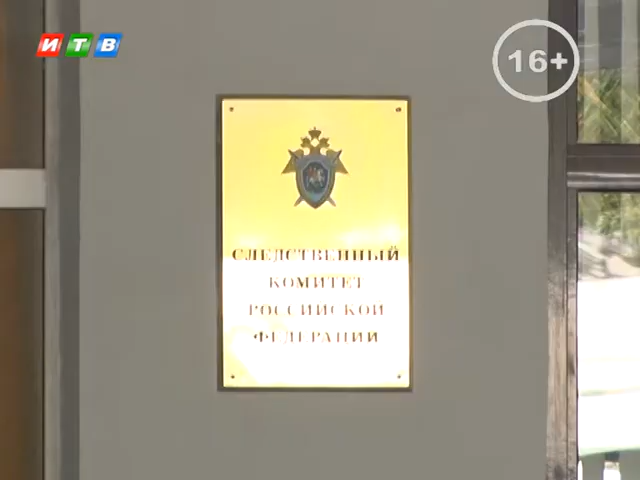 ИТВ
16+
СЛЕДСТВЕННЫЙ
КОМИТЕТ
РОССИЙСКОЙ
ФЕДЕРАЦИИ